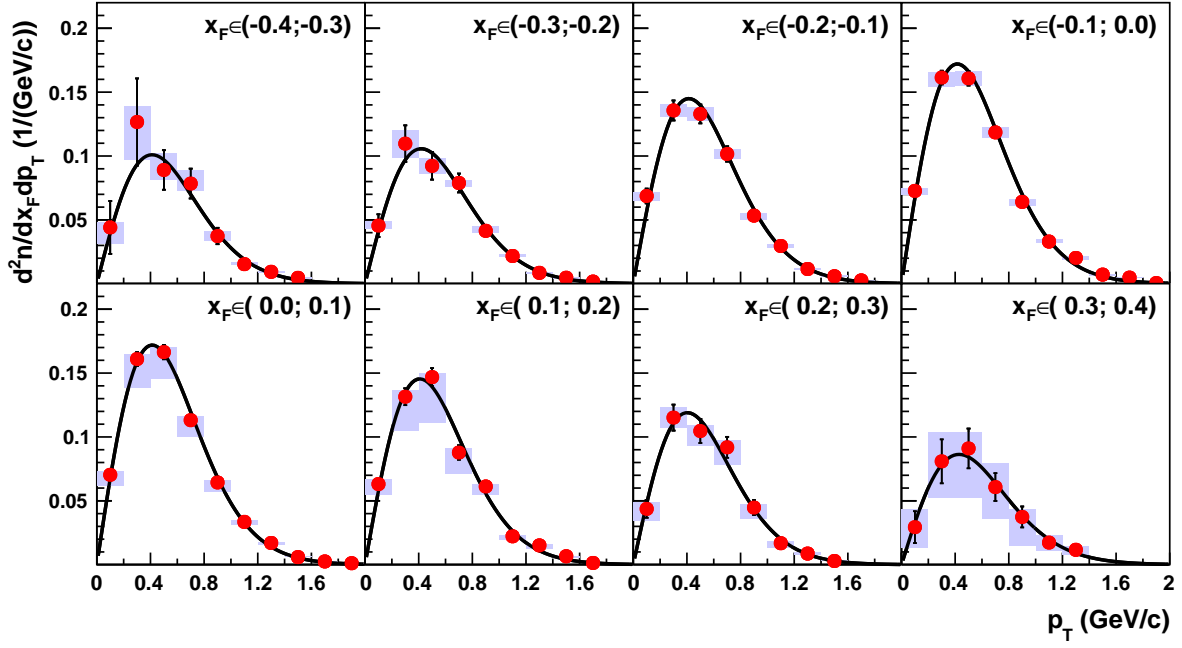 d²n/dx_F dp_T (1/(GeV/c))
x_F∈(-0.4;-0.3)
x_F∈(-0.3;-0.2)
x_F∈(-0.2;-0.1)
x_F∈(-0.1; 0.0)
0.2
0.15
0.1
0.05
x_F∈( 0.0; 0.1)
x_F∈( 0.1; 0.2)
x_F∈( 0.2; 0.3)
x_F∈( 0.3; 0.4)
0.2
0.15
0.1
0.05
0 0.4 0.8 1.2 1.6 0 0.4 0.8 1.2 1.6 0 0.4 0.8 1.2 1.6 0 0.4 0.8 1.2 1.6 2
p_T (GeV/c)